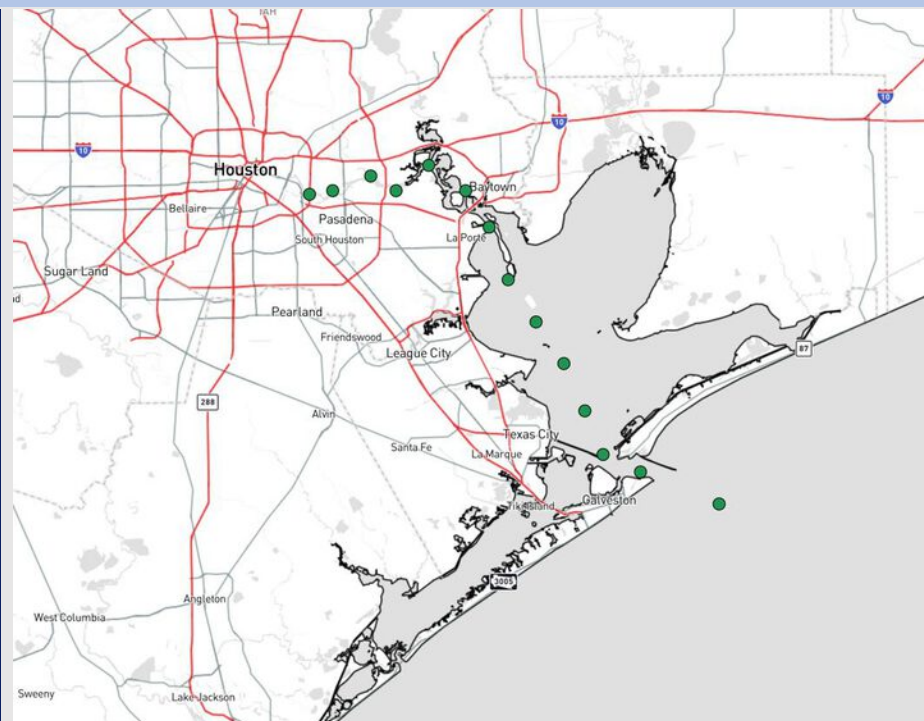 IAH
10
10
10
Houston
Baytown
Bellaire
Pasadena
La Porte
South Houston
Sugar Land
Pearland
Friendswood
87
League City
288
Alvin
Texas City
Santa Fe
La Marque
Galveston
Tiki Island
3005
Angleton
West Columbia
Sweeny
Lake Jackson